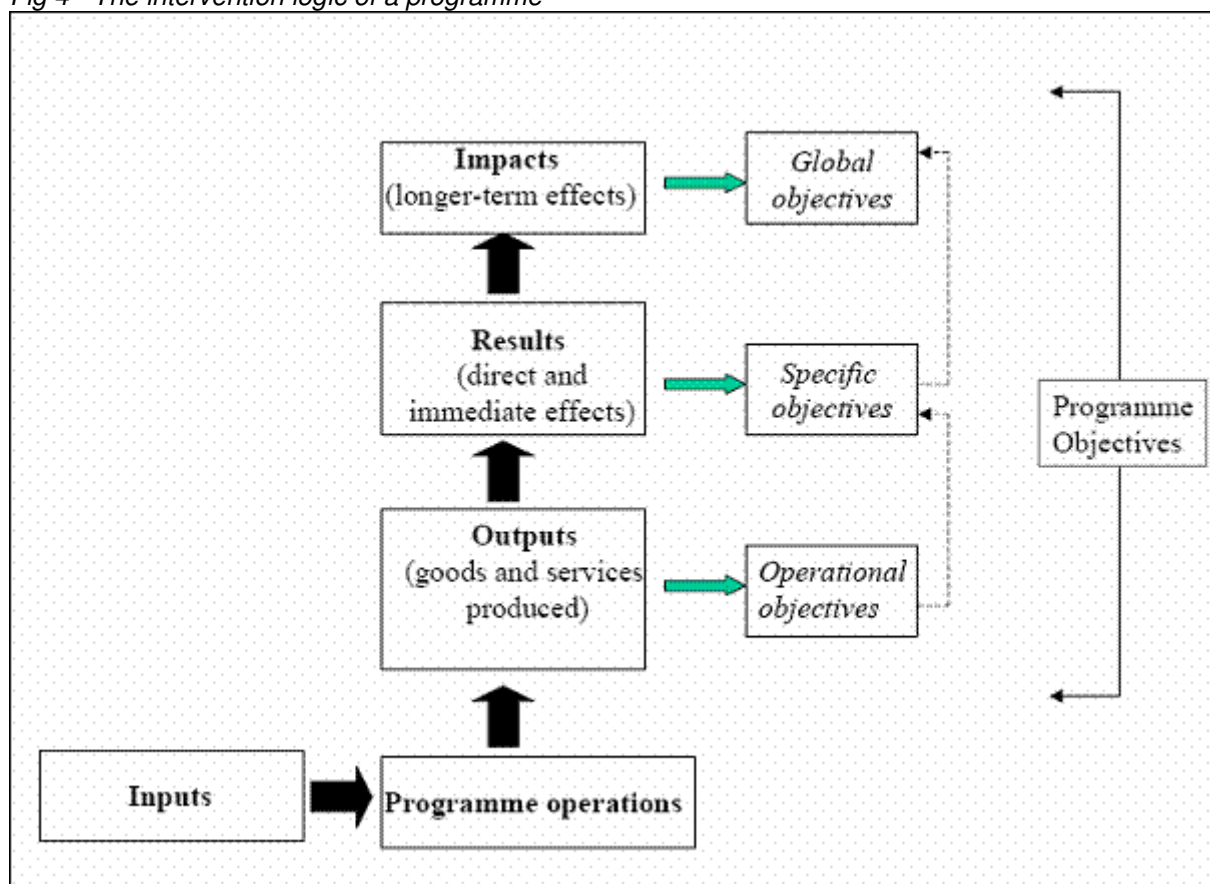 Fig 4 The intervention logic of a programme
Impacts
(longer-term effects)
Global
objectives
Results
(direct and
immediate effects)
Specific
objectives
Programme
Objectives
Outputs
(goods and services
produced)
Operational
objectives
Inputs
Programme operations